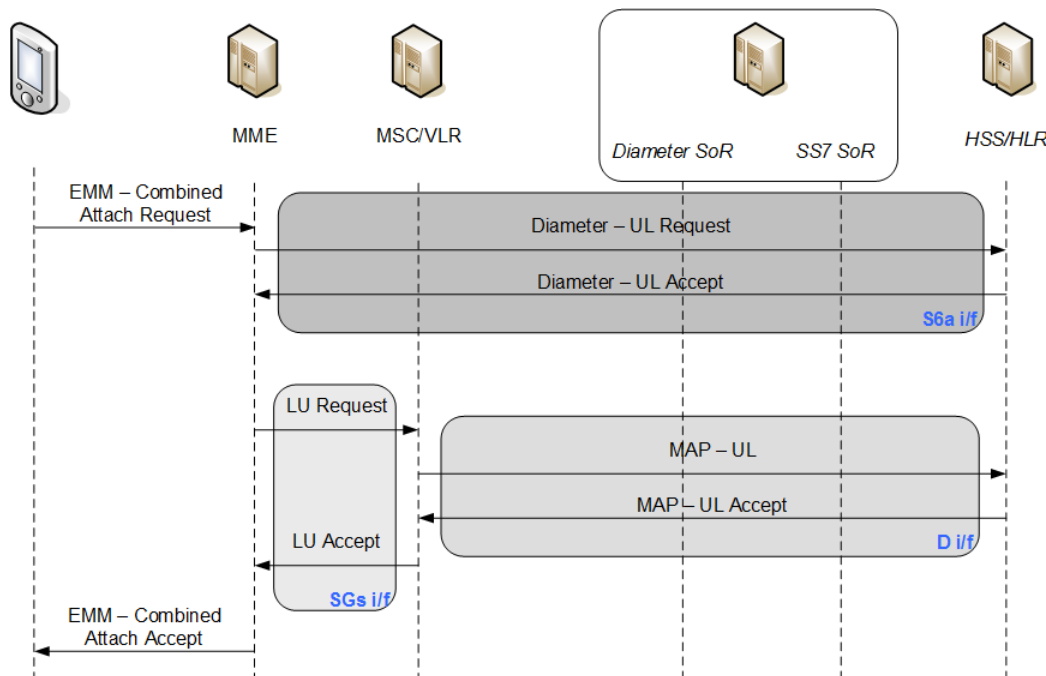 MME
MSC/VLR
Diameter SoR
SS7 SoR
HSS/HLR
EMM – Combined
Attach Request
Diameter – UL Request
Diameter – UL Accept
S6a i/f
LU Request
MAP – UL
MAP – UL Accept
LU Accept
D i/f
SGs i/f
EMM – Combined
Attach Accept